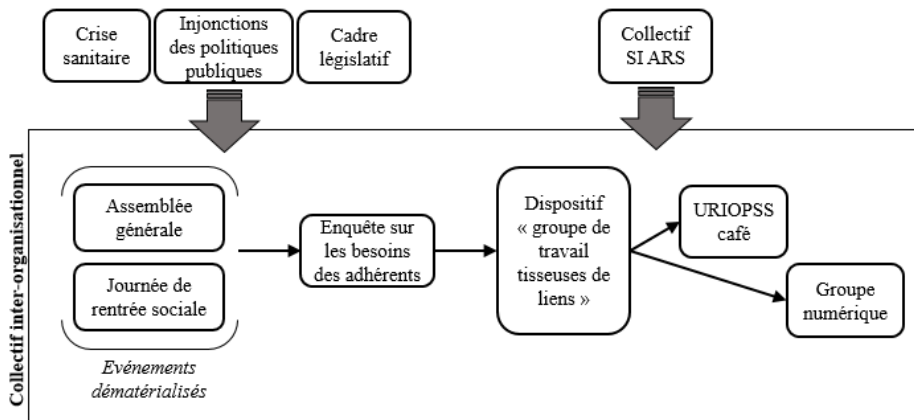 Crise
sanitaire
Injonctions
des politiques
publiques
Cadre
législatif
Collectif
SI ARS
Collectif inter-organisationnel
Assemblée
générale
Journée de
rentrée sociale
Evénements
dématérialisés
Enquête sur
les besoins
des adhérents
Dispositif
« groupe de
travail
tisseuses de
liens »
URIOPSS
café
Groupe
numérique